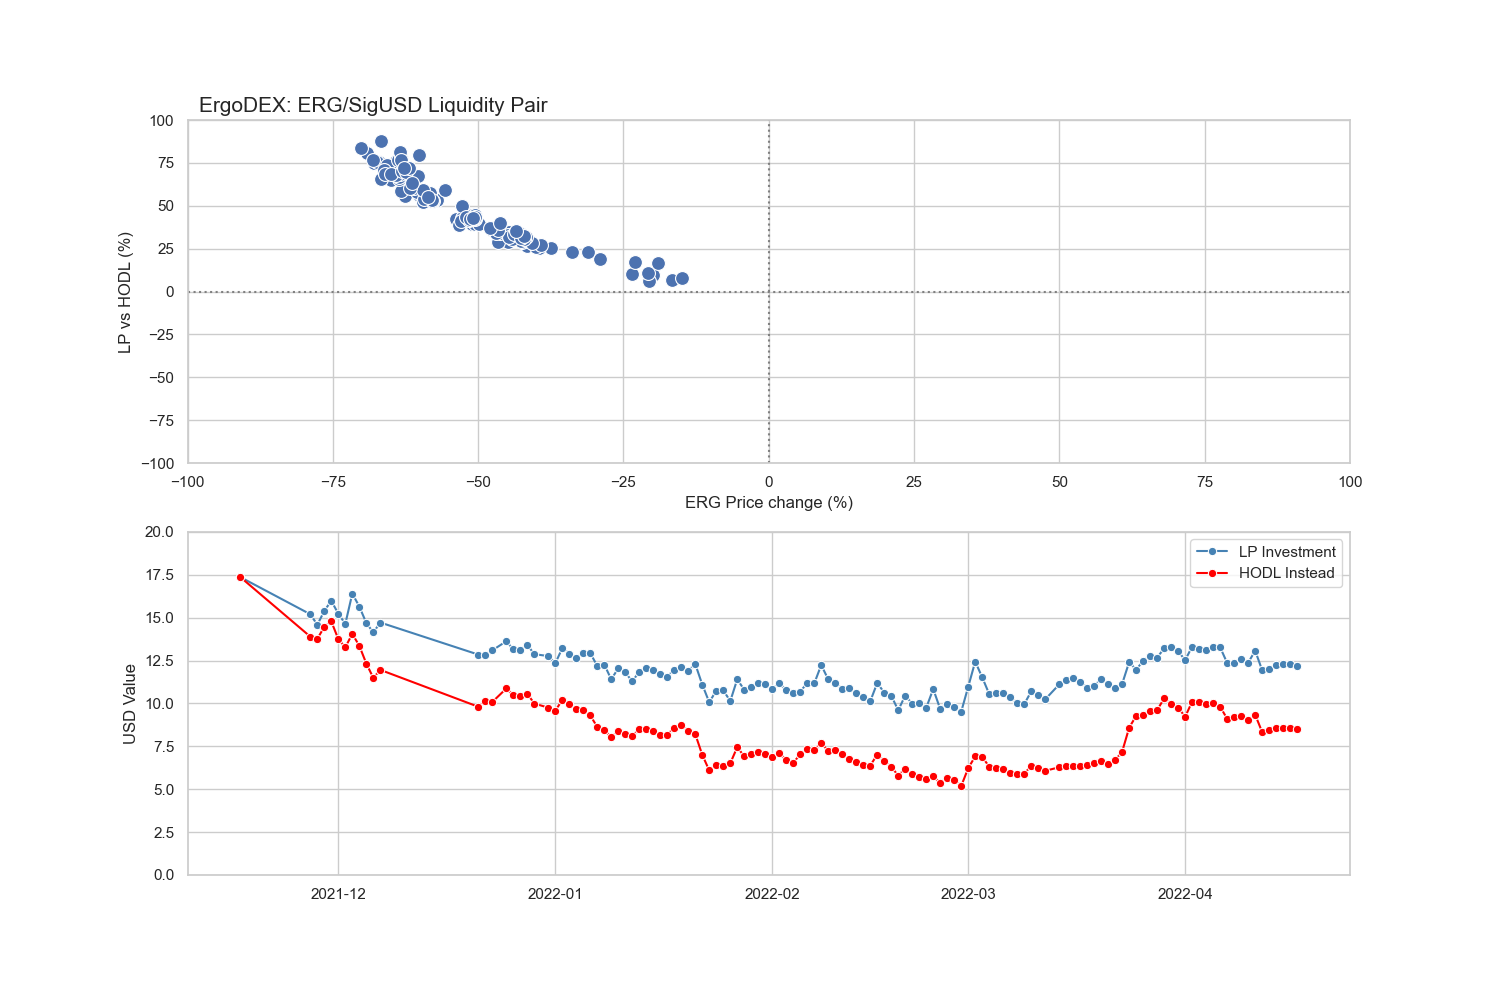 ErgoDEX: ERG/SigUSD Liquidity Pair
100
75
50
25
0
−25
−50
−75
−100
LP vs HODL (%)
−100 −75 −50 −25 0 25 50 75 100
ERG Price change (%)
20.0
17.5
15.0
12.5
10.0
7.5
5.0
2.5
0.0
USD Value
LP Investment
HODL Instead
2021-12 2022-01 2022-02 2022-03 2022-04